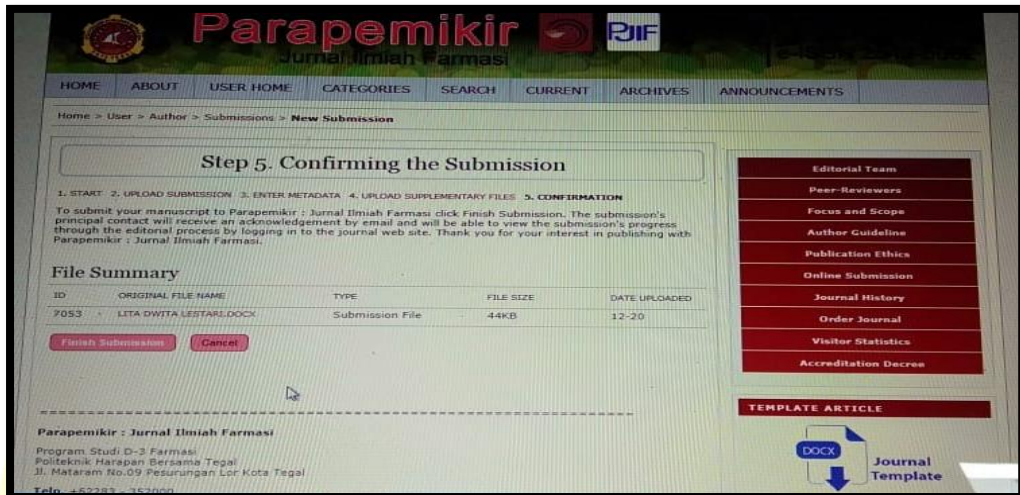 Parapemikir
Jurnal Ilmiah Farmasi
PJIF
HOME ABOUT USER HOME CATEGORIES SEARCH CURRENT ARCHIVES ANNOUNCEMENTS
Home > User > Author > Submissions > New Submission
Step 5. Confirming the Submission
1. START 2. UPLOAD SUBMISSION 3. ENTER METADATA 4. UPLOAD SUPPLEMENTARY FILES 5. CONFIRMATION
To submit your manuscript to Parapemikir : Jurnal Ilmiah Farmasi click Finish Submission. The submission's
principal contact will receive an acknowledgement by email and will be able to view the submission's progress
through the editorial process by logging in to the journal web site. Thank you for your interest in publishing with
Parapemikir : Jurnal Ilmiah Farmasi.
File Summary
ID ORIGINAL FILE NAME TYPE FILE SIZE DATE UPLOADED
7053 LITA DWITA LESTARI.DOCX Submission File 44KB 12-20
Finish Submission Cancel
Parapemikir : Jurnal Ilmiah Farmasi
Program Studi D-3 Farmasi
Politeknik Harapan Bersama Tegal
Jl. Mataram No.09 Pesurungan Lor Kota Tegal
Telp. +62283 - 352000
Editorial Team
Peer-Reviewers
Focus and Scope
Author Guideline
Publication Ethics
Online Submission
Journal History
Order Journal
Visitor Statistics
Accreditation Decree
TEMPLATE ARTICLE
DOCX
Journal
Template